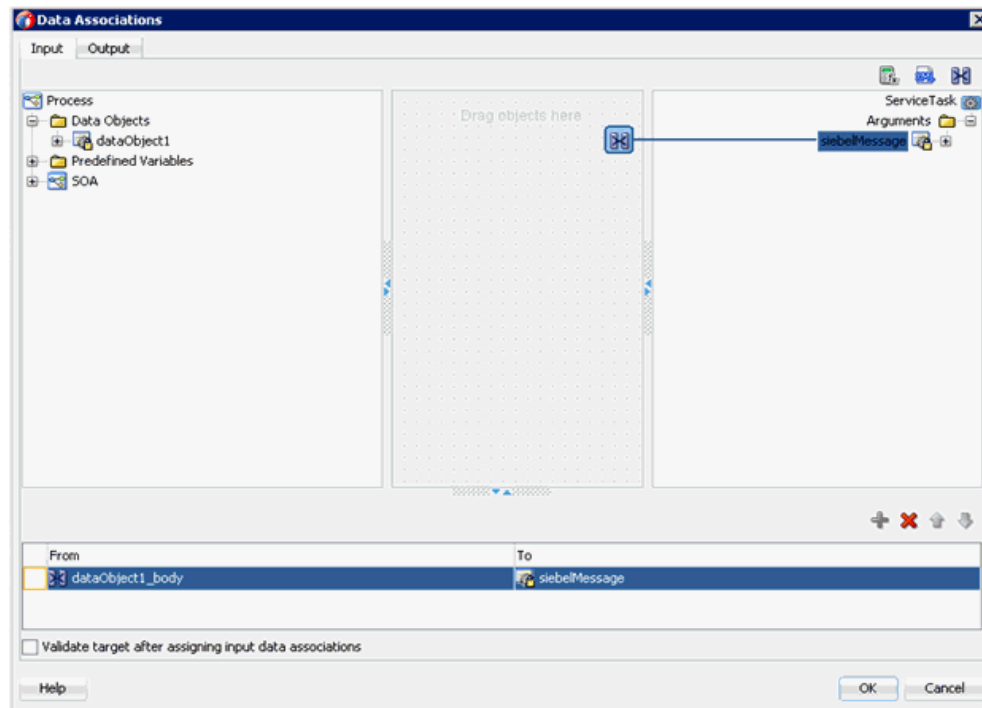 Data Associations
Input Output
Process
Data Objects
dataObject1
Predefined Variables
SOA
Drag objects here
ServiceTask
Arguments
siebelMessage
From To
dataObject1_body siebelMessage
Validate target after assigning input data associations
Help OK Cancel